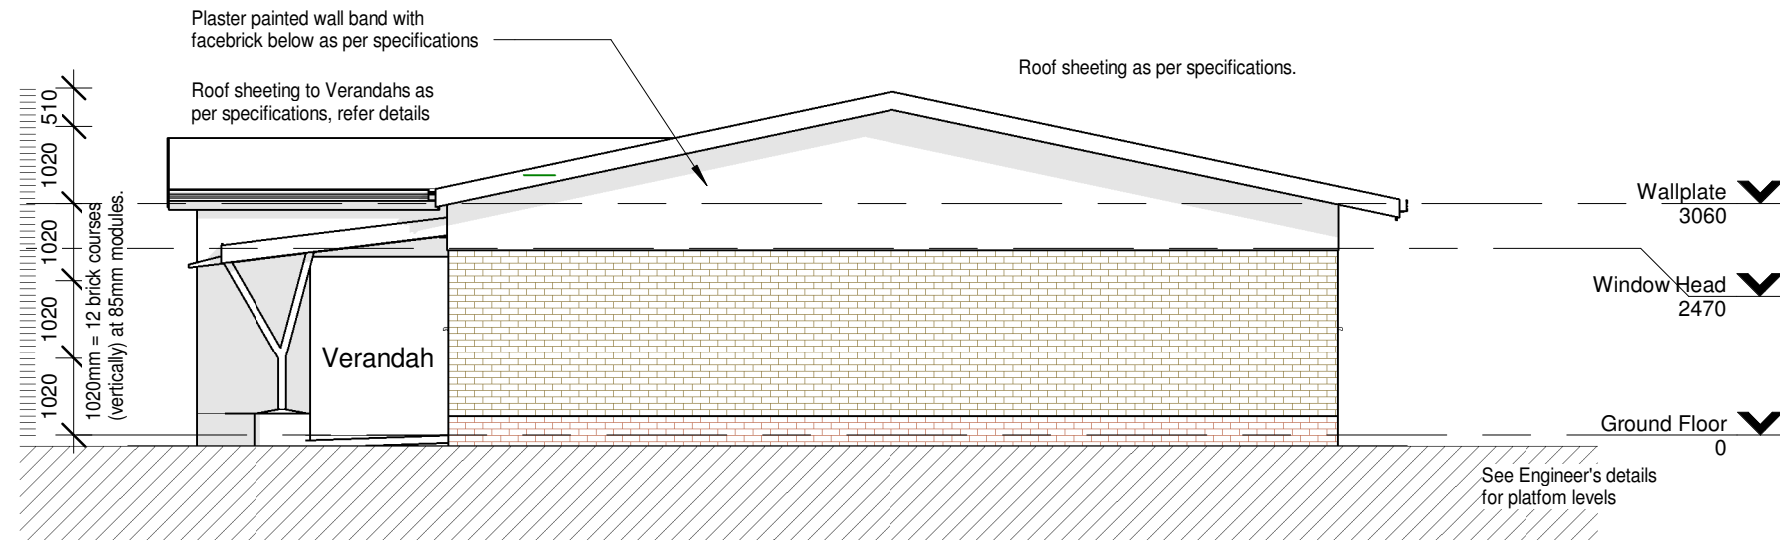 Plaster painted wall band with
facebrick below as per specifications
Roof sheeting to Verandahs as
per specifications, refer details
Roof sheeting as per specifications.
510
1020
1020
1020
1020
1020mm = 12 brick courses
(vertically) at 85mm modules.
Verandah
Wallplate
3060
Window Head
2470
Ground Floor
0
See Engineer's details
for platfom levels